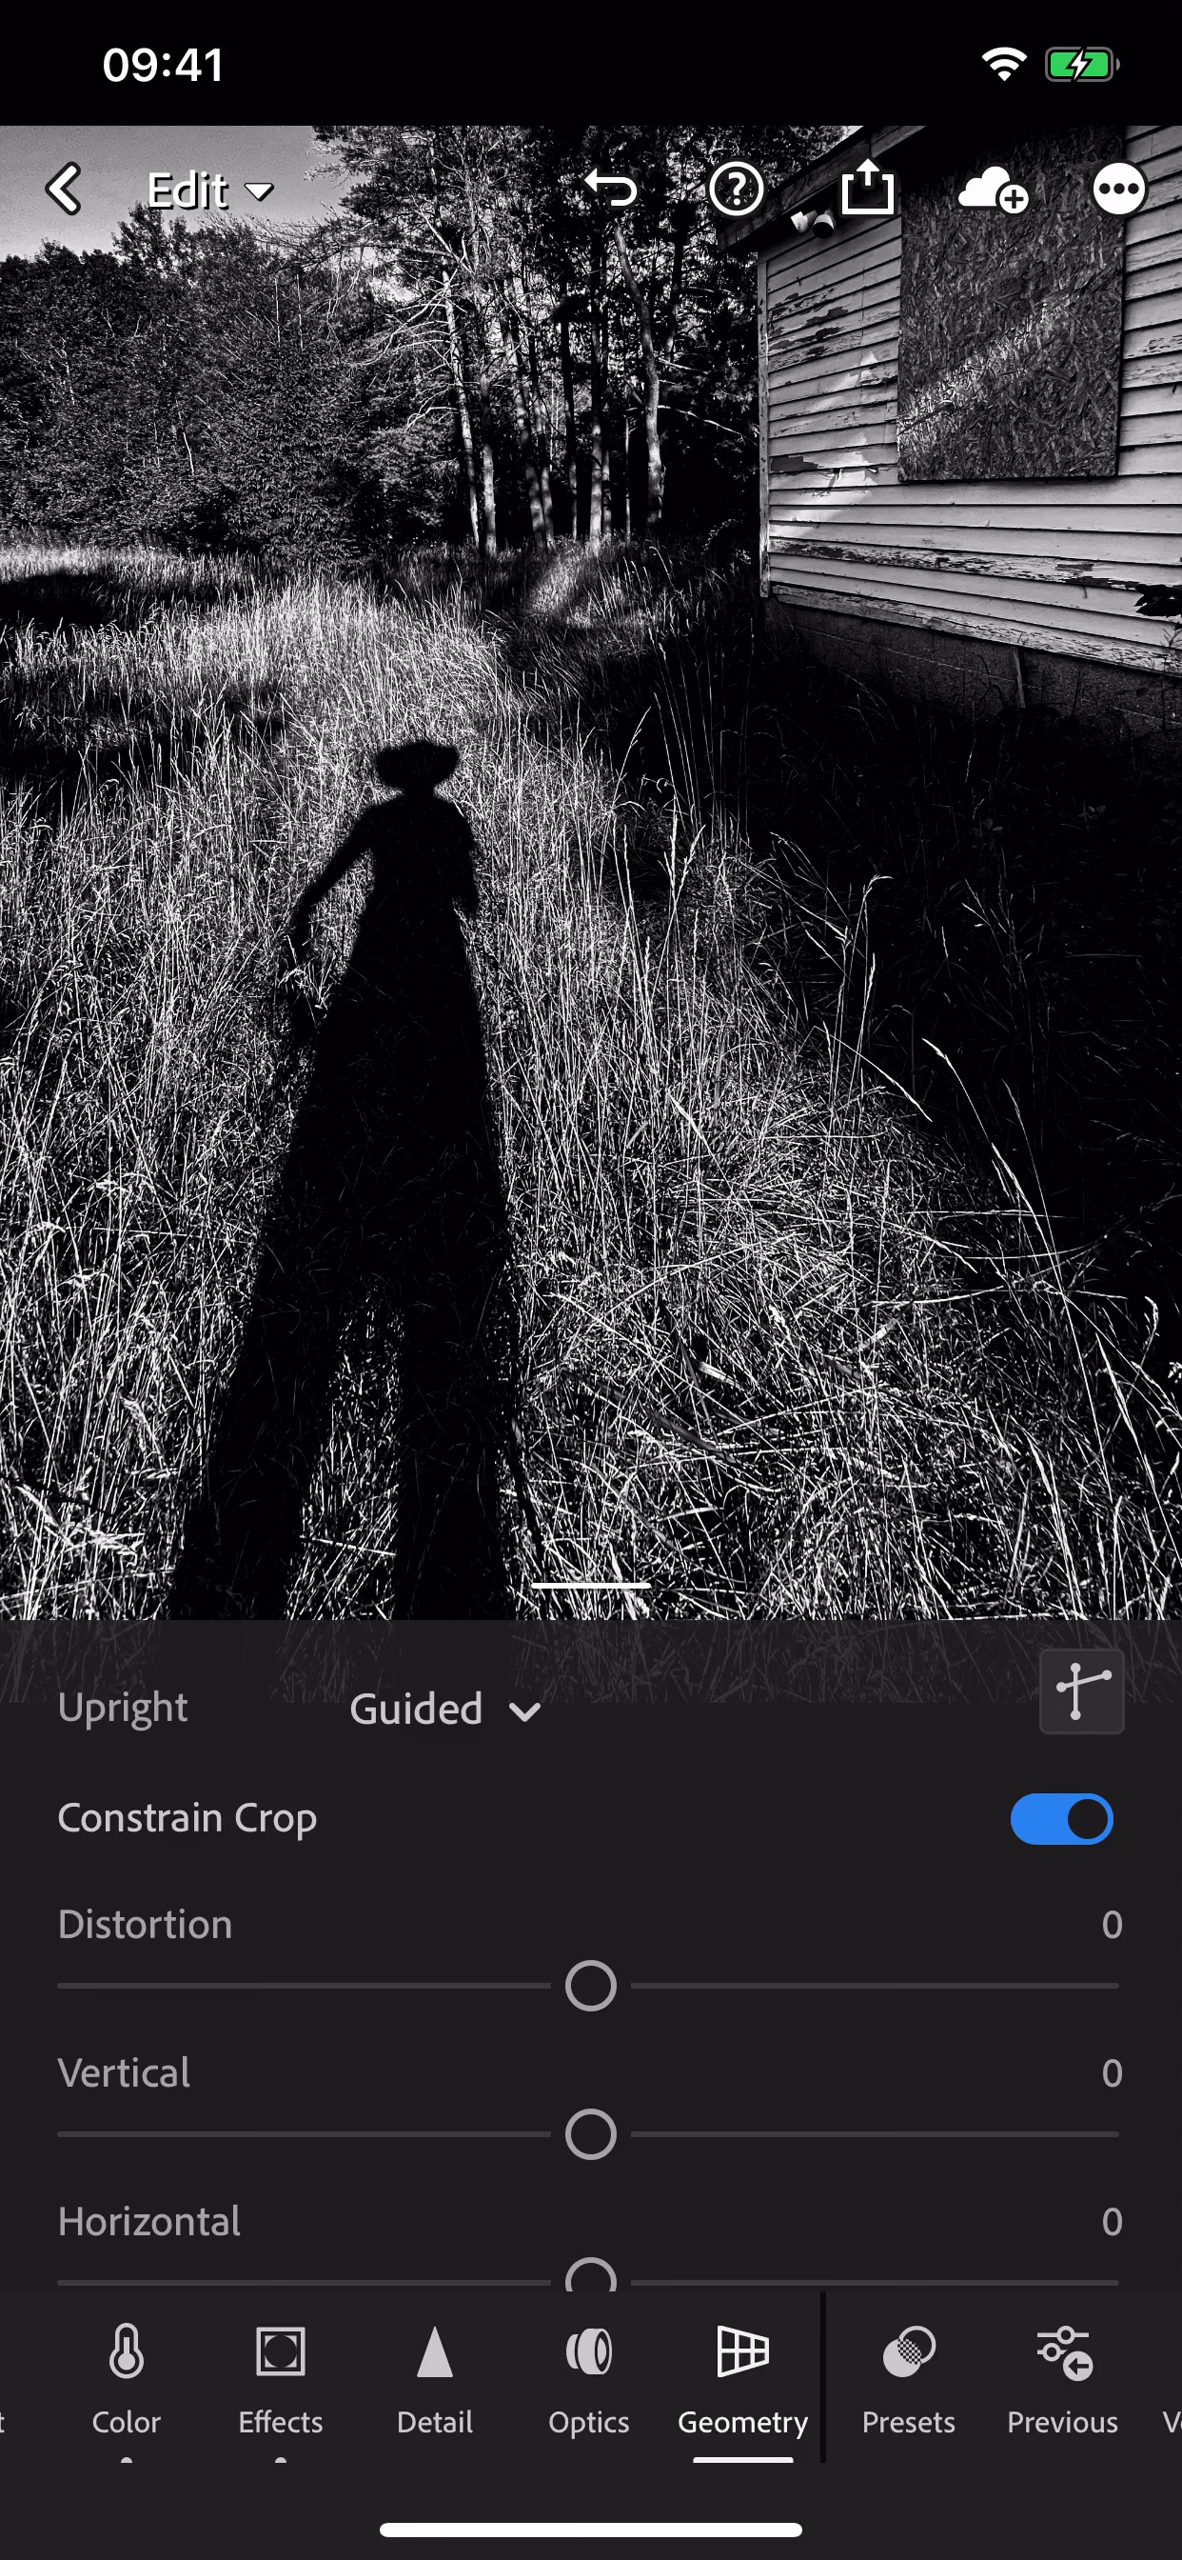 09:41
Edit
Upright Guided
Constrain Crop
Distortion 0
Vertical 0
Horizontal 0
Color Effects Detail Optics Geometry Presets Previous